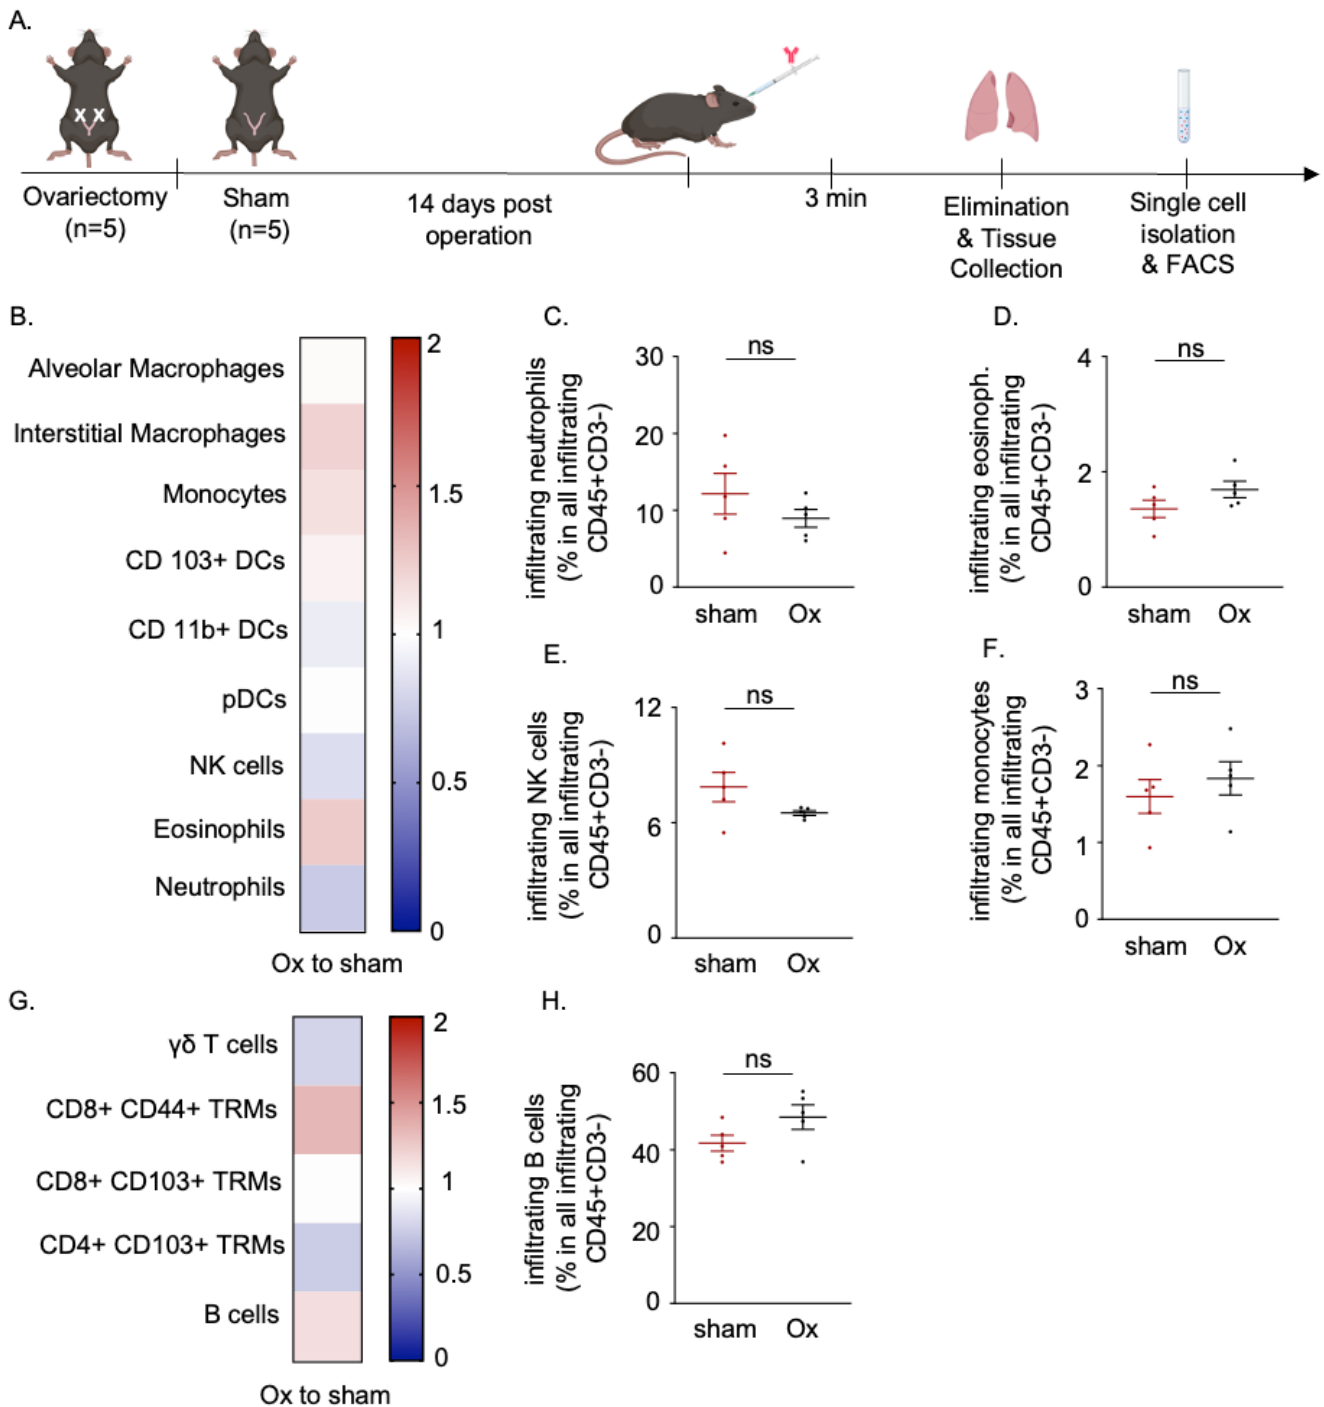 A.
x x
Ovariectomy
(n=5)
Sham
(n=5)
14 days post
operation
3 min
Elimination
& Tissue
Collection
Single cell
isolation
& FACS
B.
Alveolar Macrophages
Interstitial Macrophages
Monocytes
CD 103+ DCs
CD 11b+ DCs
pDCs
NK cells
Eosinophils
Neutrophils
Ox to sham
2
1.5
1
0.5
0
C.
infiltrating neutrophils
(% in all infiltrating
CD45+CD3-)
30
20
10
0
ns
sham Ox
D.
infiltrating eosinoph.
(% in all infiltrating
CD45+CD3-)
4
2
0
ns
sham Ox
E.
infiltrating NK cells
(% in all infiltrating
CD45+CD3-)
12
6
0
ns
sham Ox
F.
infiltrating monocytes
(% in all infiltrating
CD45+CD3-)
3
2
1
0
ns
sham Ox
G.
γδ T cells
CD8+ CD44+ TRMs
CD8+ CD103+ TRMs
CD4+ CD103+ TRMs
B cells
Ox to sham
2
1.5
1
0.5
0
H.
infiltrating B cells
(% in all infiltrating
CD45+CD3-)
60
40
20
0
ns
sham Ox